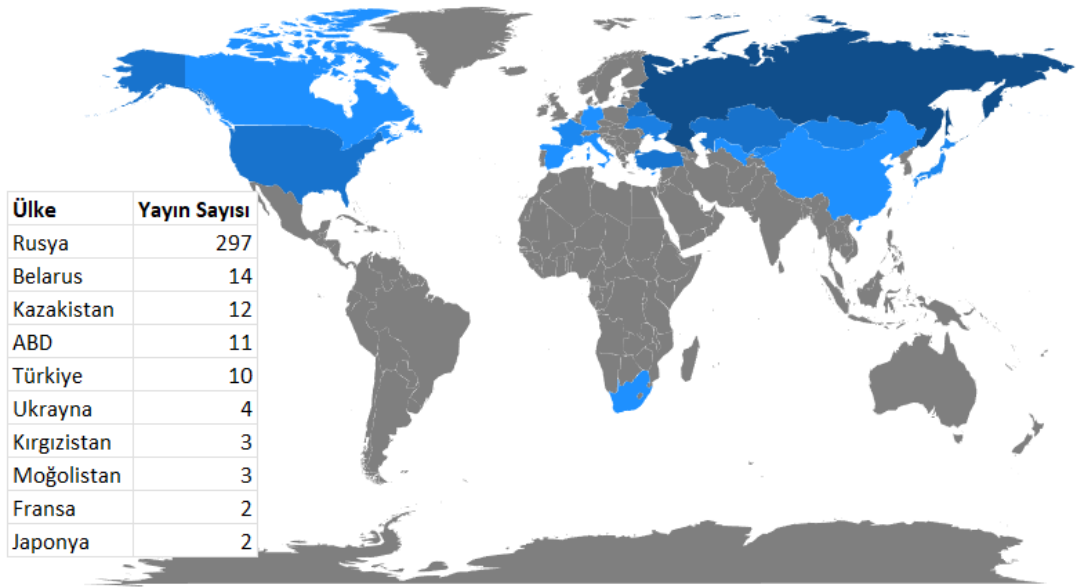 Ülke Yayın Sayısı
Rusya 297
Belarus 14
Kazakistan 12
ABD 11
Türkiye 10
Ukrayna 4
Kırgızistan 3
Moğolistan 3
Fransa 2
Japonya 2